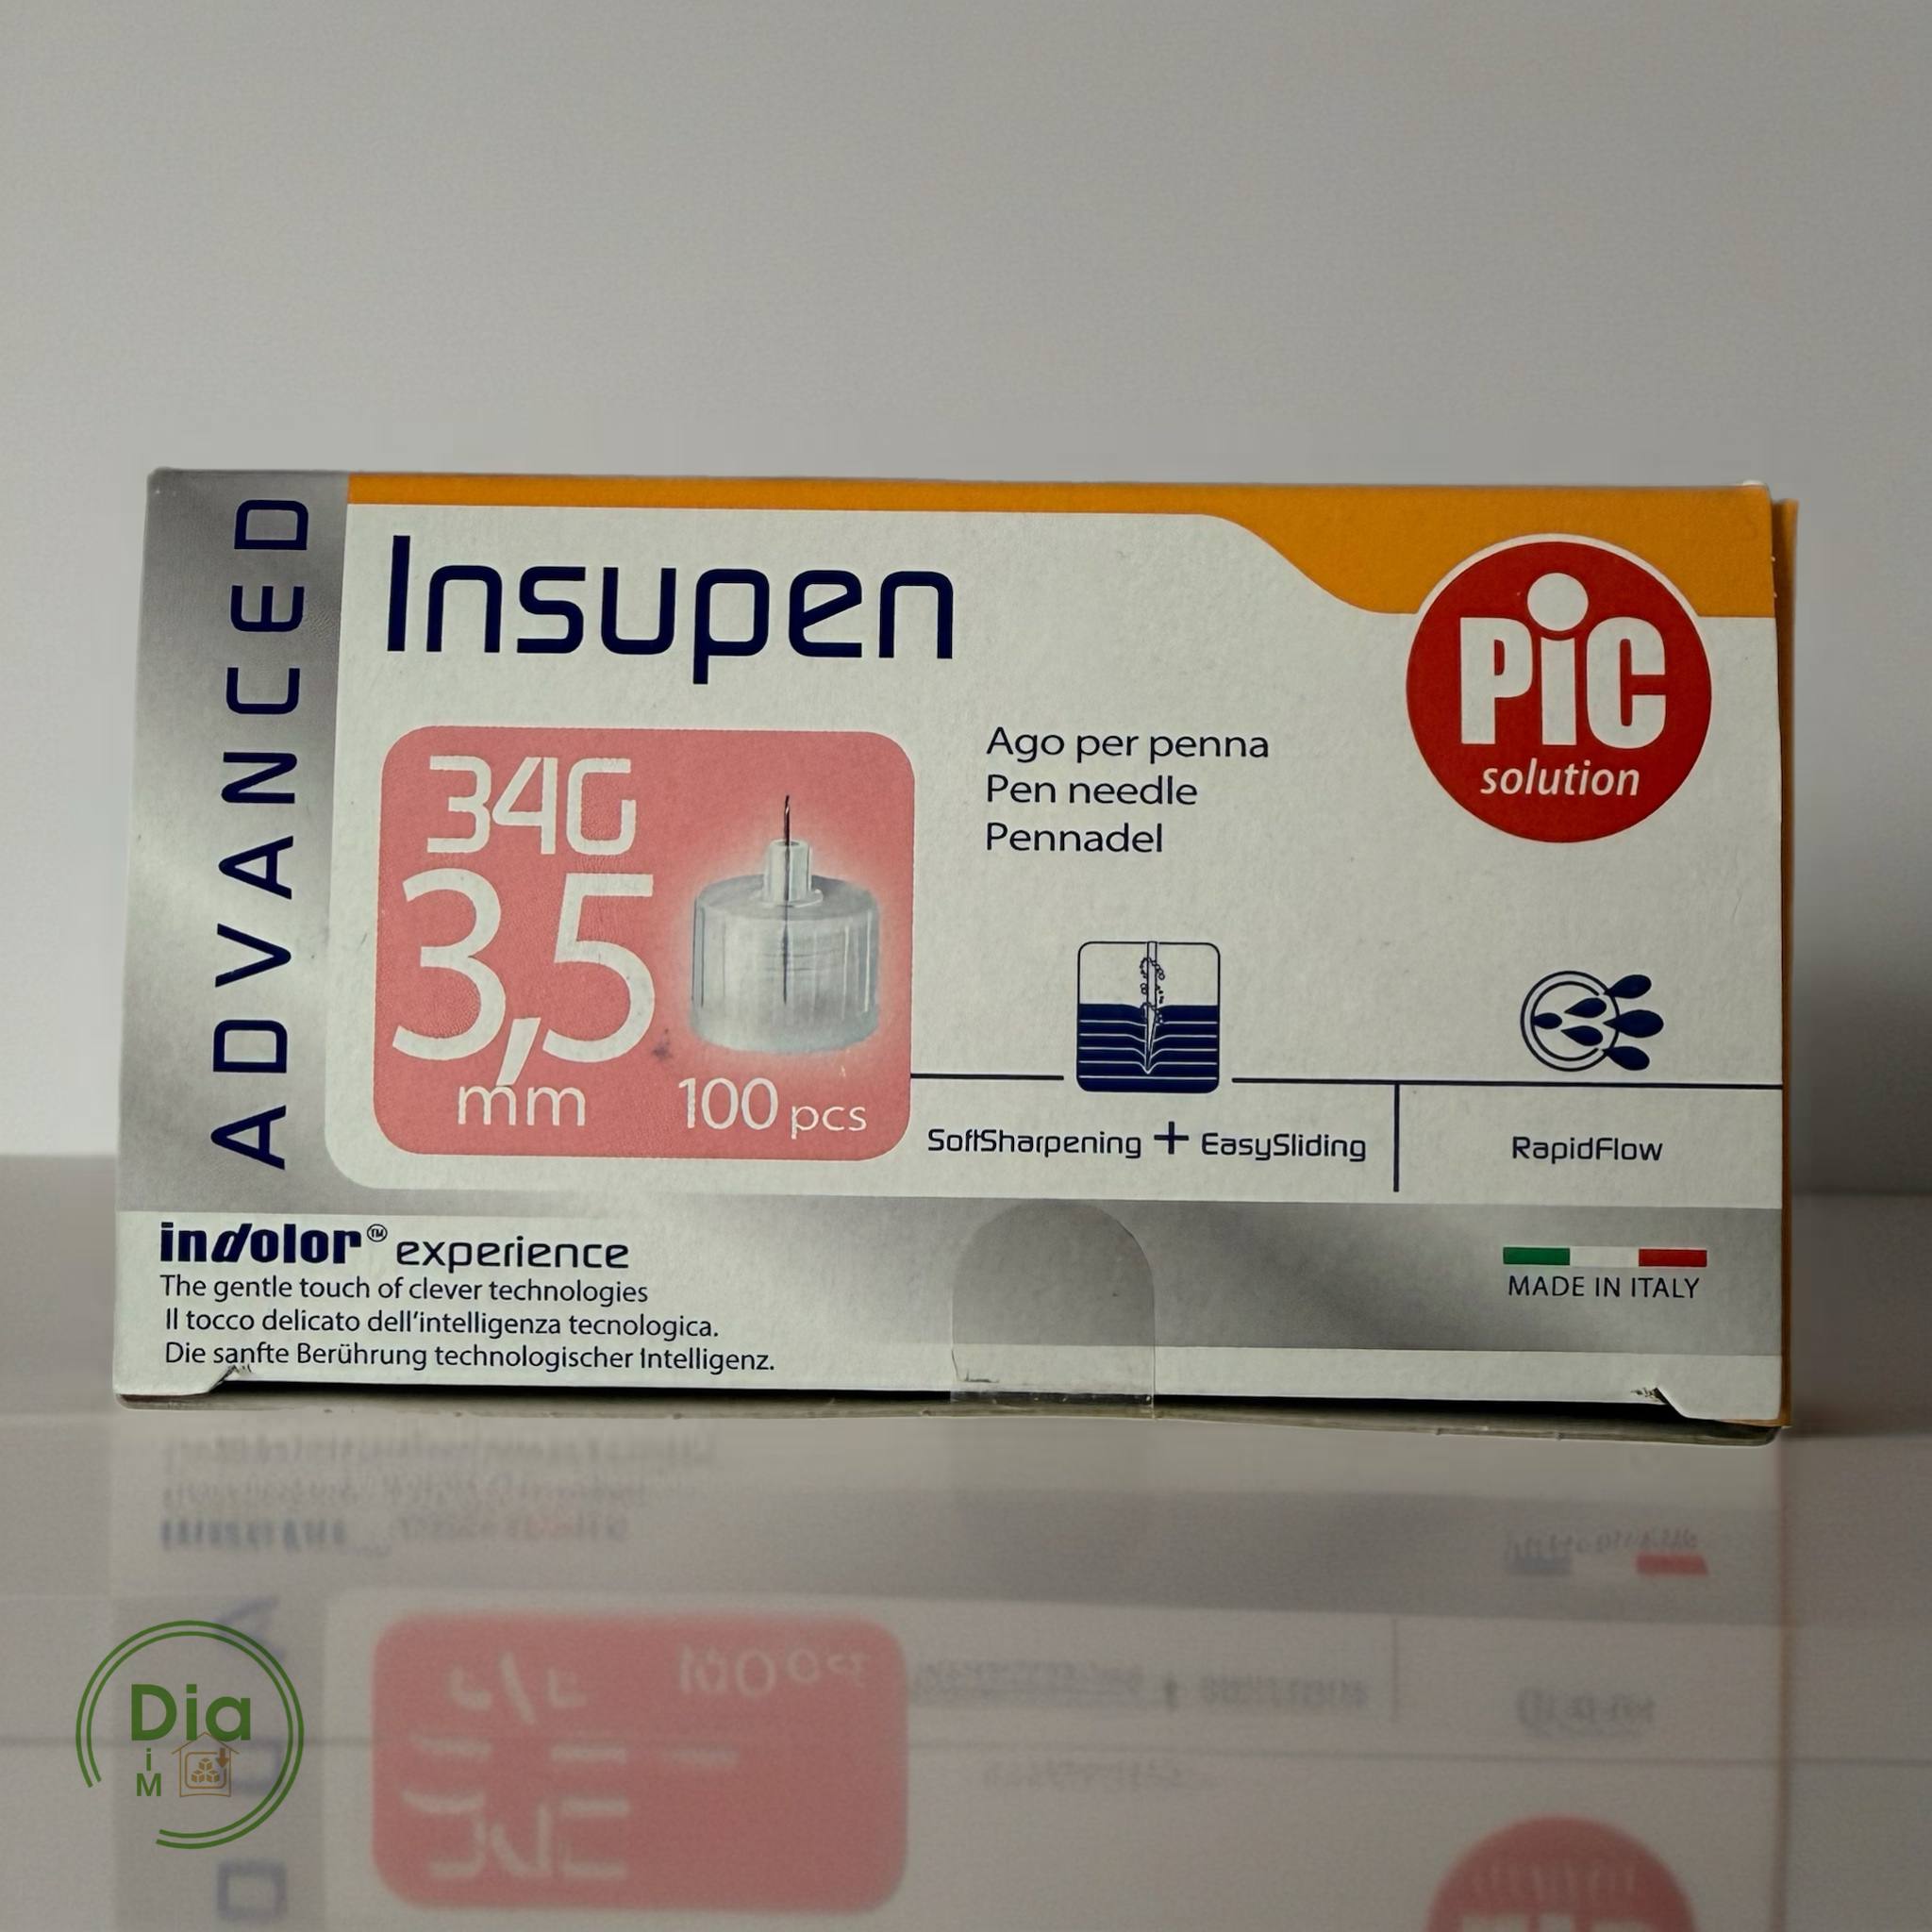 ADVANCED
Insupen
PiC
solution
34G
3,5
mm
100 pcs
Ago per penna
Pen needle
Pennadel
SoftSharpening + EasySliding
RapidFlow
indolor™ experience
The gentle touch of clever technologies
Il tocco delicato dell'intelligenza tecnologica.
Die sanfte Berührung technologischer Intelligenz.
MADE IN ITALY
Dia
iM